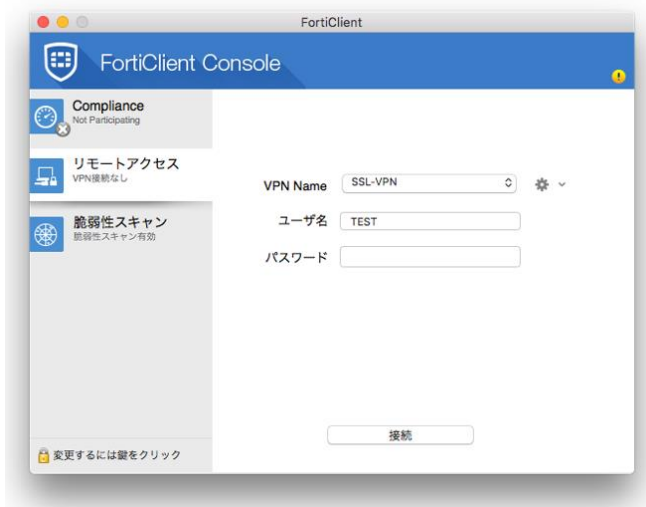 FortiClient
FortiClient Console
Compliance
Not Participating
リモートアクセス
VPN接続なし
脆弱性スキャン
脆弱性スキャン有効
VPN Name SSL-VPN
ユーザ名 TEST
パスワード
接続
変更するには鍵をクリック